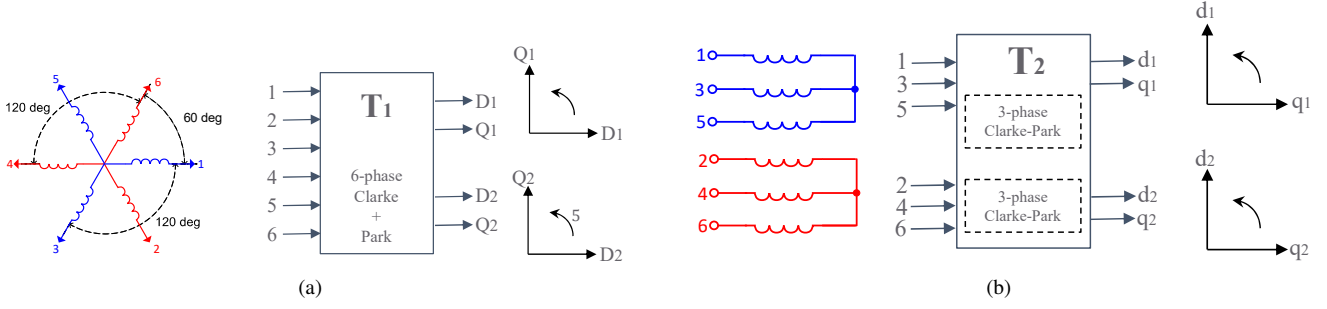 5
6
120 deg
60 deg
4
1
120 deg
3
2
1
2
3
4
5
6
T1
6-phase
Clarke
+
Park
D1
Q1
D2
Q2
Q1
D1
Q2
5
D2
(a)
1
3
5
2
4
6
1
3
5
2
4
6
T2
3-phase
Clarke-Park
3-phase
Clarke-Park
d1
q1
d2
q2
d1
q1
d2
q2
(b)